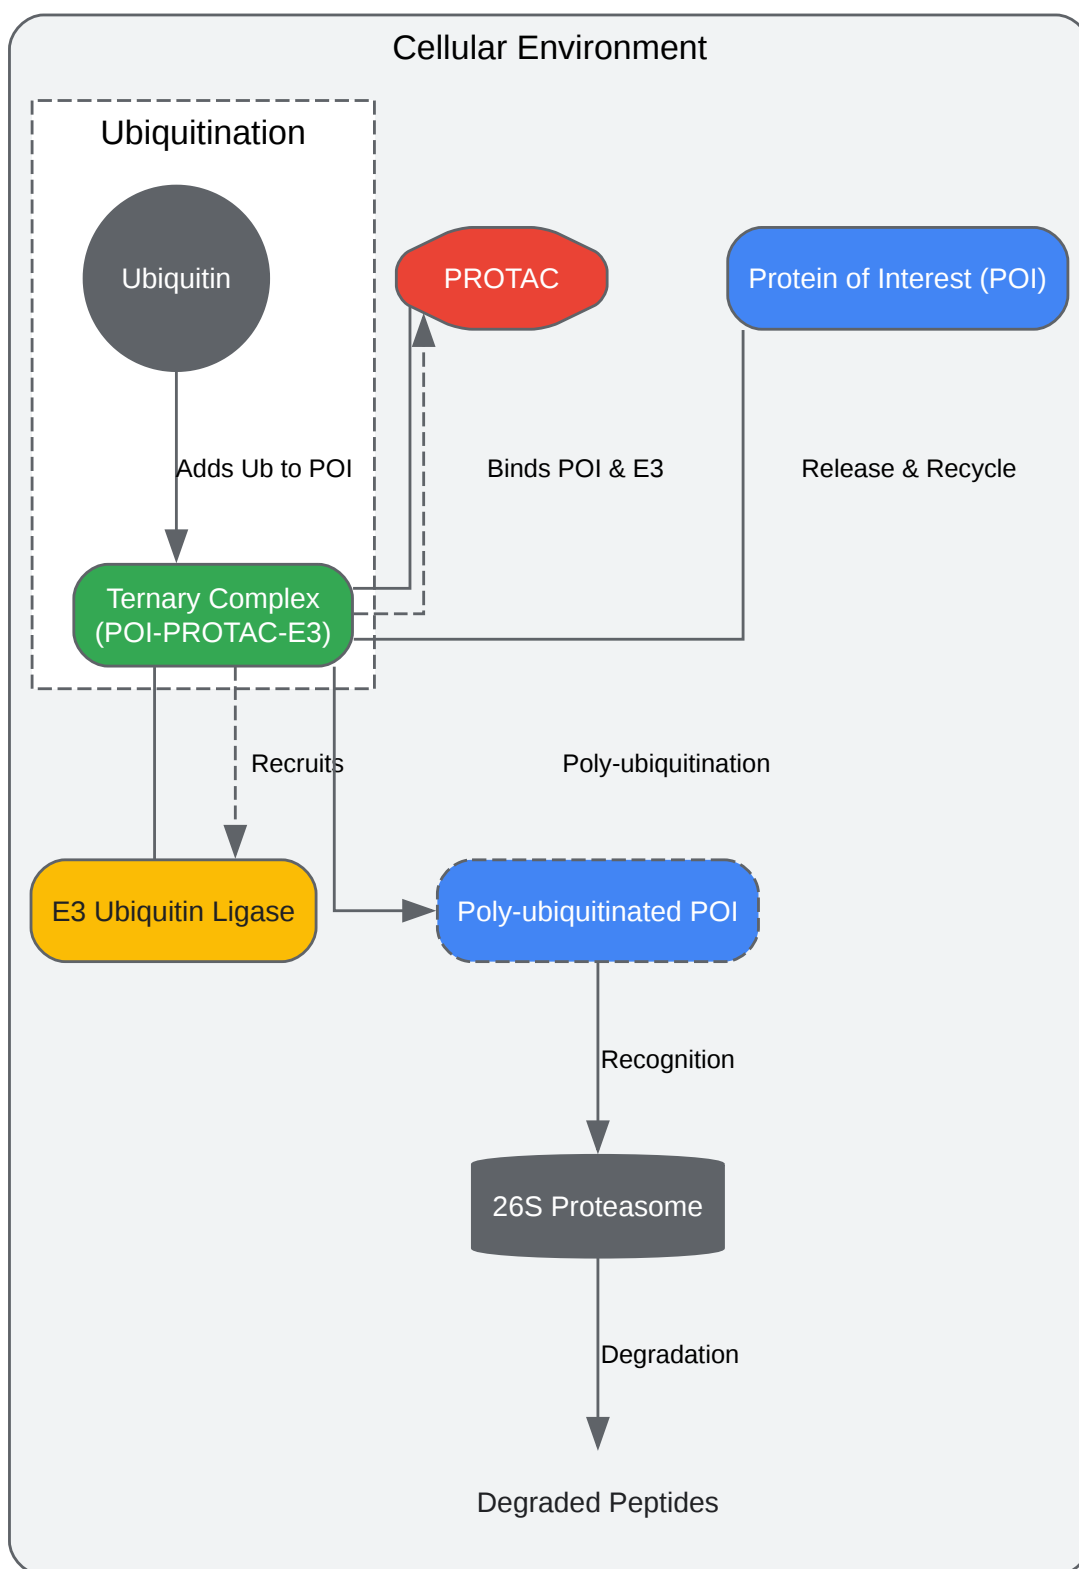 Cellular Environment
Ubiquitination
Ubiquitin
PROTAC
Protein of Interest (POI)
Adds Ub to POI
Binds POI & E3
Release & Recycle
Ternary Complex
(POI-PROTAC-E3)
Recruits
Poly-ubiquitination
E3 Ubiquitin Ligase
Poly-ubiquitinated POI
Recognition
26S Proteasome
Degradation
Degraded Peptides